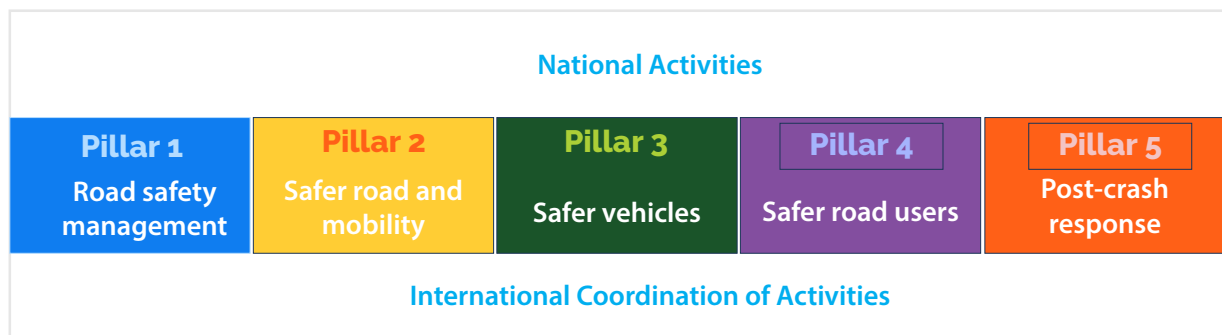 National Activities
Pillar 1
Road safety
management
Pillar 2
Safer road and
mobility
Pillar 3
Safer vehicles
Pillar 4
Safer road users
Pillar 5
Post-crash
response
International Coordination of Activities